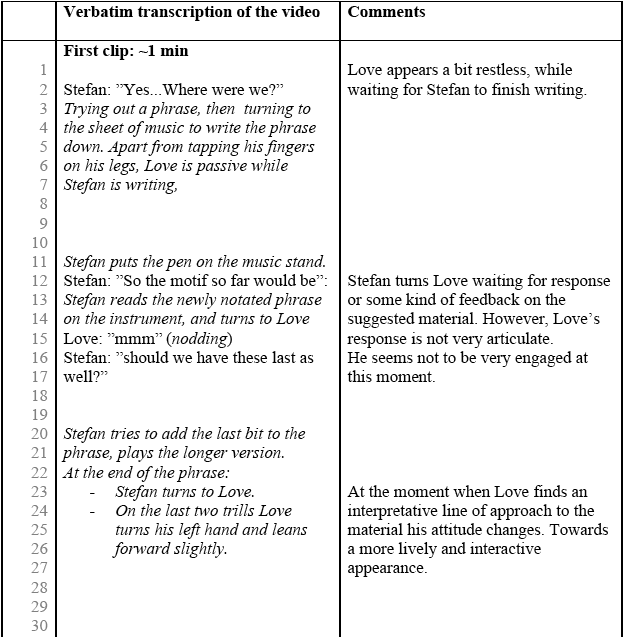 Verbatim transcription of the video Comments
First clip: ~1 min
1 Love appears a bit restless, while
2 Stefan: ”Yes...Where were we?” waiting for Stefan to finish writing.
3 Trying out a phrase, then turning to
4 the sheet of music to write the phrase
5 down. Apart from tapping his fingers
6 on his legs, Love is passive while
7 Stefan is writing,
8
9
10
11 Stefan puts the pen on the music stand.
12 Stefan: ”So the motif so far would be”: Stefan turns Love waiting for response
13 Stefan reads the newly notated phrase or some kind of feedback on the
14 on the instrument, and turns to Love suggested material. However, Love’s
15 Love: ”mmm” (nodding) response is not very articulate.
16 Stefan: ”should we have these last as He seems not to be very engaged at
17 well?” this moment.
18
19
20 Stefan tries to add the last bit to the
21 phrase, plays the longer version.
22 At the end of the phrase:
23 - Stefan turns to Love. At the moment when Love finds an
24 - On the last two trills Love interpretative line of approach to the
25 turns his left hand and leans material his attitude changes. Towards
26 forward slightly. a more lively and interactive
27 appearance.
28
29
30